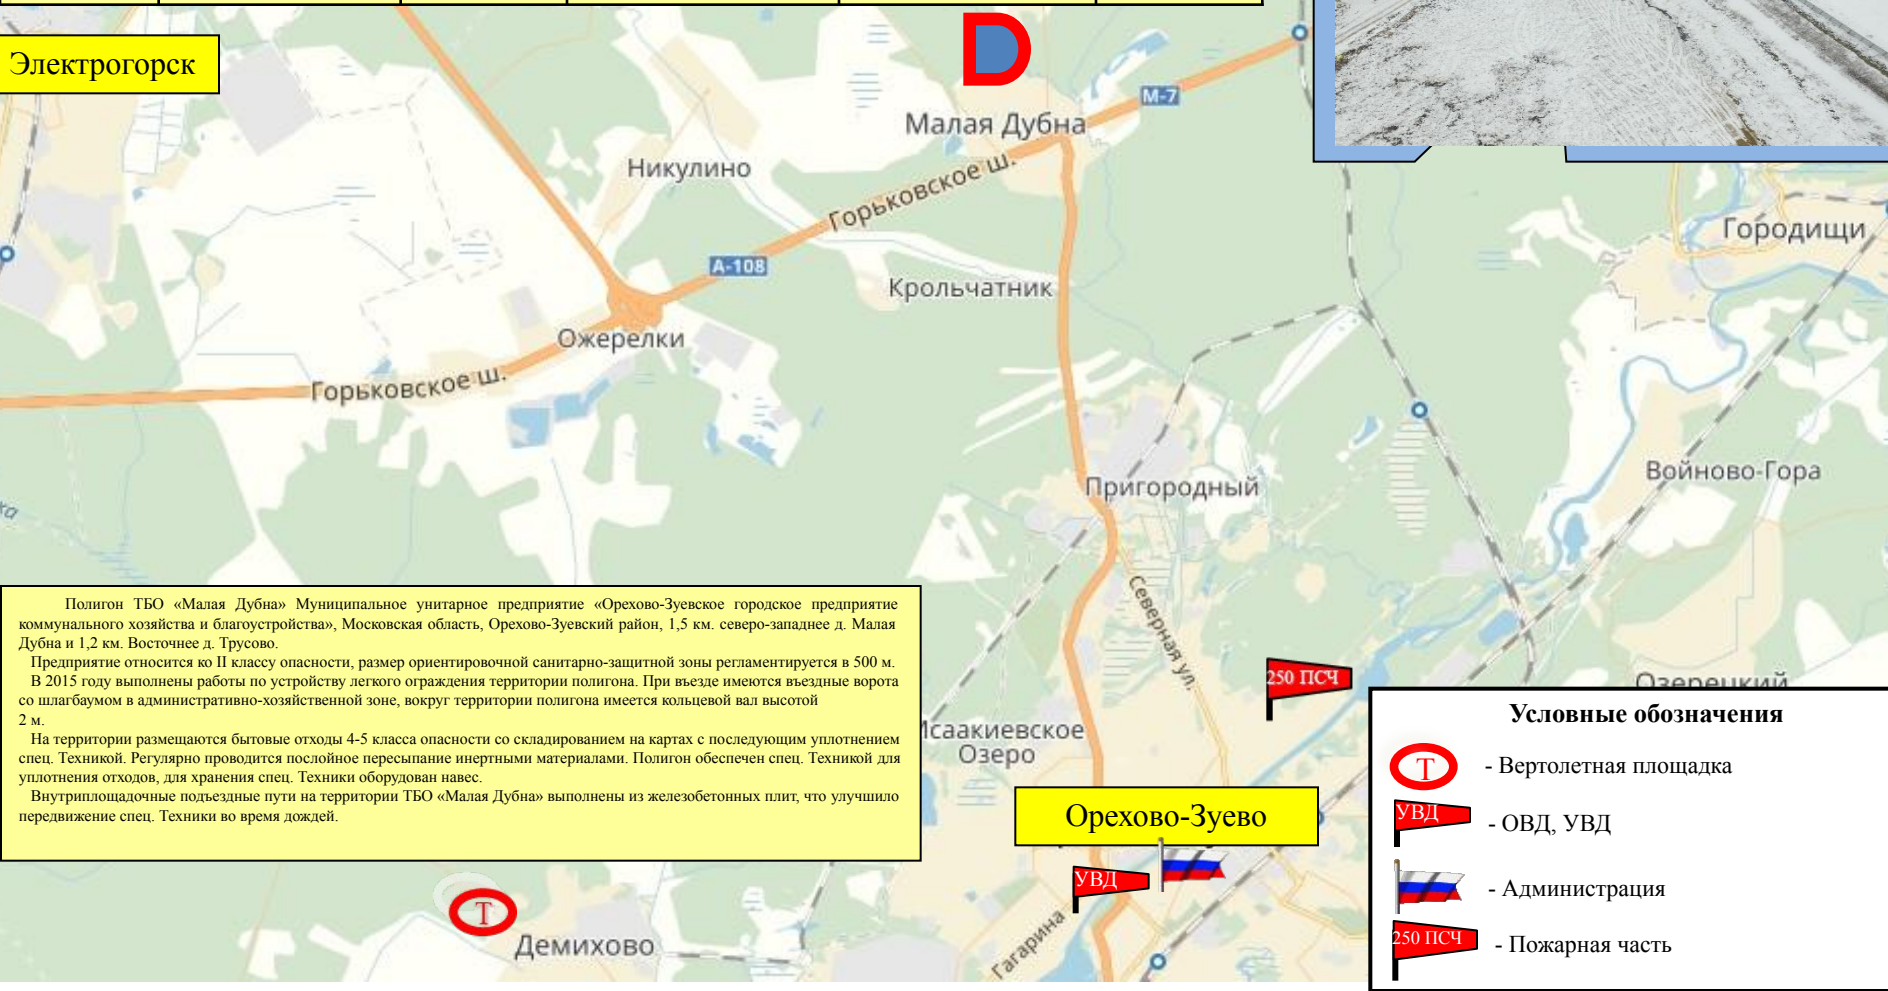 Электрогорск
М-7
Малая Дубна
Никулино
Горьковское ш.
Городищи
А-108
Крольчатник
Ожерелки
Горьковское ш.
Войново-Гора
Пригородный
Северная ул.
Полигон ТБО «Малая Дубна» Муниципальное унитарное предприятие «Орехово-Зуевское городское предприятие
коммунального хозяйства и благоустройства», Московская область, Орехово-Зуевский район, 1,5 км. северо-западнее д. Малая
Дубна и 1,2 км. Восточнее д. Трусово.
Предприятие относится ко II классу опасности, размер ориентировочной санитарно-защитной зоны регламентируется в 500 м.
В 2015 году выполнены работы по устройству легкого ограждения территории полигона. При въезде имеются въездные ворота
со шлагбаумом в административно-хозяйственной зоне, вокруг территории полигона имеется кольцевой вал высотой
2 м.
На территории размещаются бытовые отходы 4-5 класса опасности со складированием на картах с последующим уплотнением
спец. Техникой. Регулярно проводится послойное пересыпание инертными материалами. Полигон обеспечен спец. Техникой для
уплотнения отходов, для хранения спец. Техники оборудован навес.
Внутриплощадочные подъездные пути на территории ТБО «Малая Дубна» выполнены из железобетонных плит, что улучшило
передвижение спец. Техники во время дождей.
250 ПСЧ
Озерецкий
Исаакиевское
Озеро
Орехово-Зуево
УВД
Гагарина
Т
Демихово
Условные обозначения
Т - Вертолетная площадка
УВД - ОВД, УВД
- Администрация
250 ПСЧ - Пожарная часть